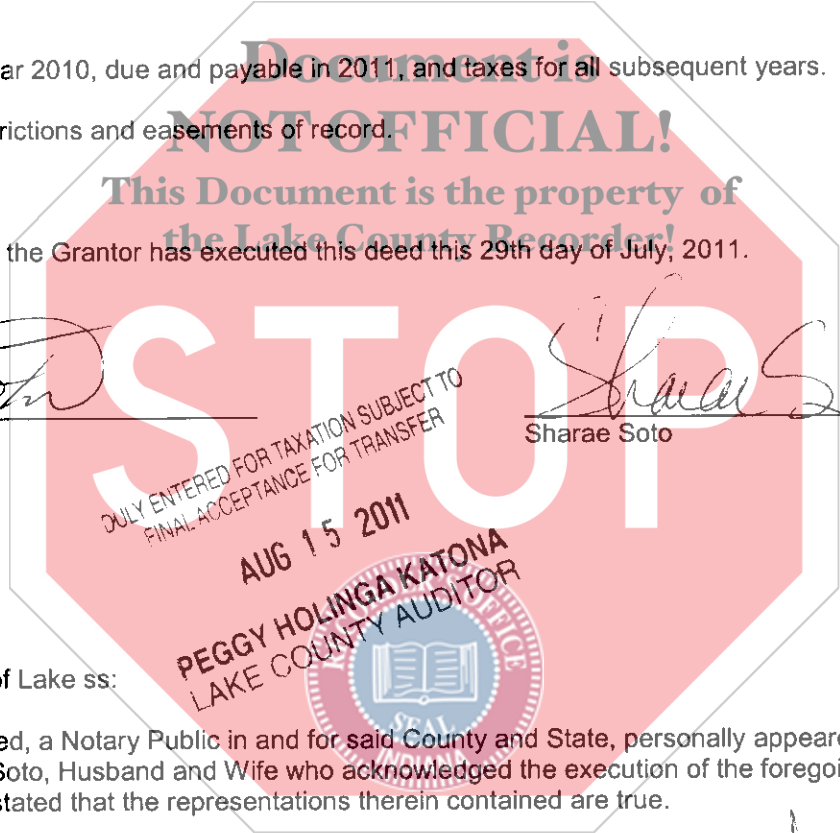 Document is
ar 2010, due and payable in 2011, and taxes for all subsequent years.
NOT OFFICIAL!
rictions and easements of record.
This Document is the property of
the Lake County Recorder!
the Grantor has executed this deed this 29th day of July, 2011.
STOP
Sharae S
Sharae Soto
DULY ENTERED FOR TAXATION SUBJECT TO
FINAL ACCEPTANCE FOR TRANSFER
AUG 15 2011
PEGGY HOLINGA KATONA
LAKE COUNTY AUDITOR
RECORDER'S OFFICE
SEAL
INDIANA
f Lake ss:
ed, a Notary Public in and for said County and State, personally appear
Soto, Husband and Wife who acknowledged the execution of the foregoi
stated that the representations therein contained are true.